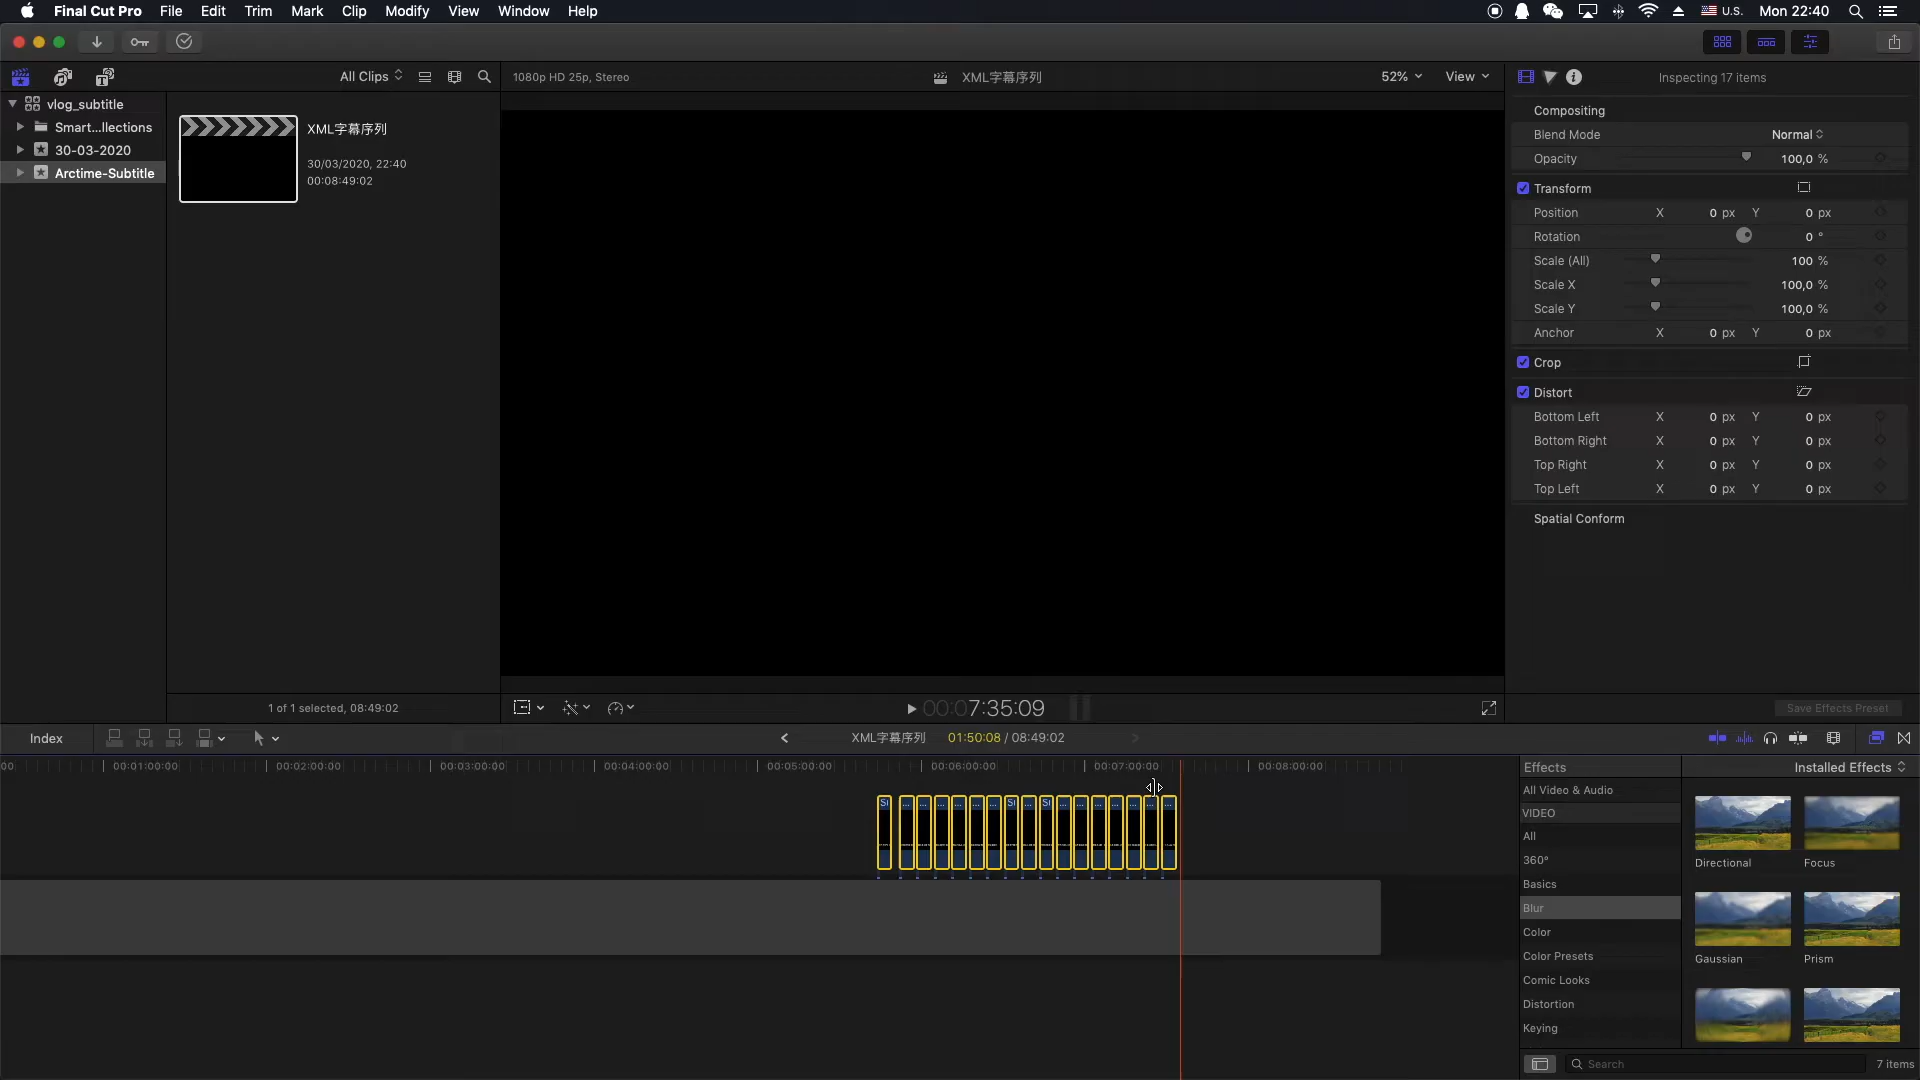 Final Cut Pro File Edit Trim Mark Clip Modify View Window Help U.S. Mon 22:40
All Clips 1080p HD 25p, Stereo XML字幕序列 52% View Inspecting 17 items
vlog_subtitle
Smart...llections
30-03-2020
Arctime-Subtitle
XML字幕序列
30/03/2020, 22:40
00:08:49:02
Compositing
Blend Mode Normal
Opacity 100,0 %
Transform
Position X 0 px Y 0 px
Rotation 0 °
Scale (All) 100 %
Scale X 100,0 %
Scale Y 100,0 %
Anchor X 0 px Y 0 px
Crop
Distort
Bottom Left X 0 px Y 0 px
Bottom Right X 0 px Y 0 px
Top Right X 0 px Y 0 px
Top Left X 0 px Y 0 px
Spatial Conform
1 of 1 selected, 08:49:02 00:07:35:09 Save Effects Preset
Index XML字幕序列 01:50:08 / 08:49:02
00 00:01:00:00 00:02:00:00 00:03:00:00 00:04:00:00 00:05:00:00 00:06:00:00 00:07:00:00 00:08:00:00
Effects Installed Effects
All Video & Audio
VIDEO
All
360°
Basics
Blur
Color
Color Presets
Comic Looks
Distortion
Keying
Directional Focus
Gaussian Prism
Search 7 items